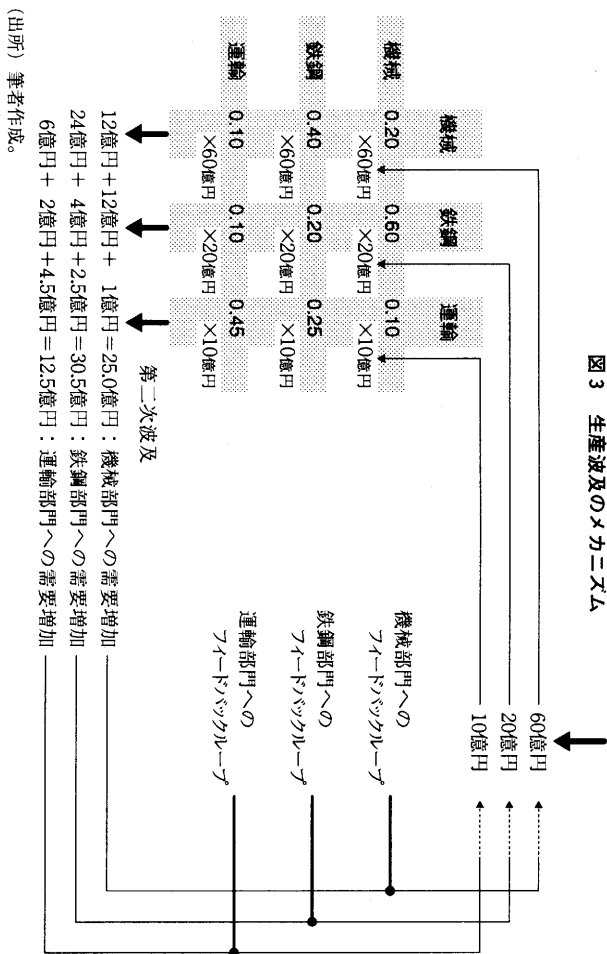 図3 生産波及のメカニズム
60億円
20億円
10億円
機械 鉄鋼 運輸
機械 0.20 0.60 0.10
×60億円 ×20億円 ×10億円
鉄鋼 0.40 0.20 0.25
×60億円 ×20億円 ×10億円
運輸 0.10 0.10 0.45
×60億円 ×20億円 ×10億円
機械部門への
フィードバックループ
鉄鋼部門への
フィードバックループ
運輸部門への
フィードバックループ
第二次波及
12億円+12億円+ 1億円=25.0億円:機械部門への需要増加
24億円+ 4億円+2.5億円=30.5億円:鉄鋼部門への需要増加
6億円+ 2億円+4.5億円=12.5億円:運輸部門への需要増加
(出所) 筆者作成。